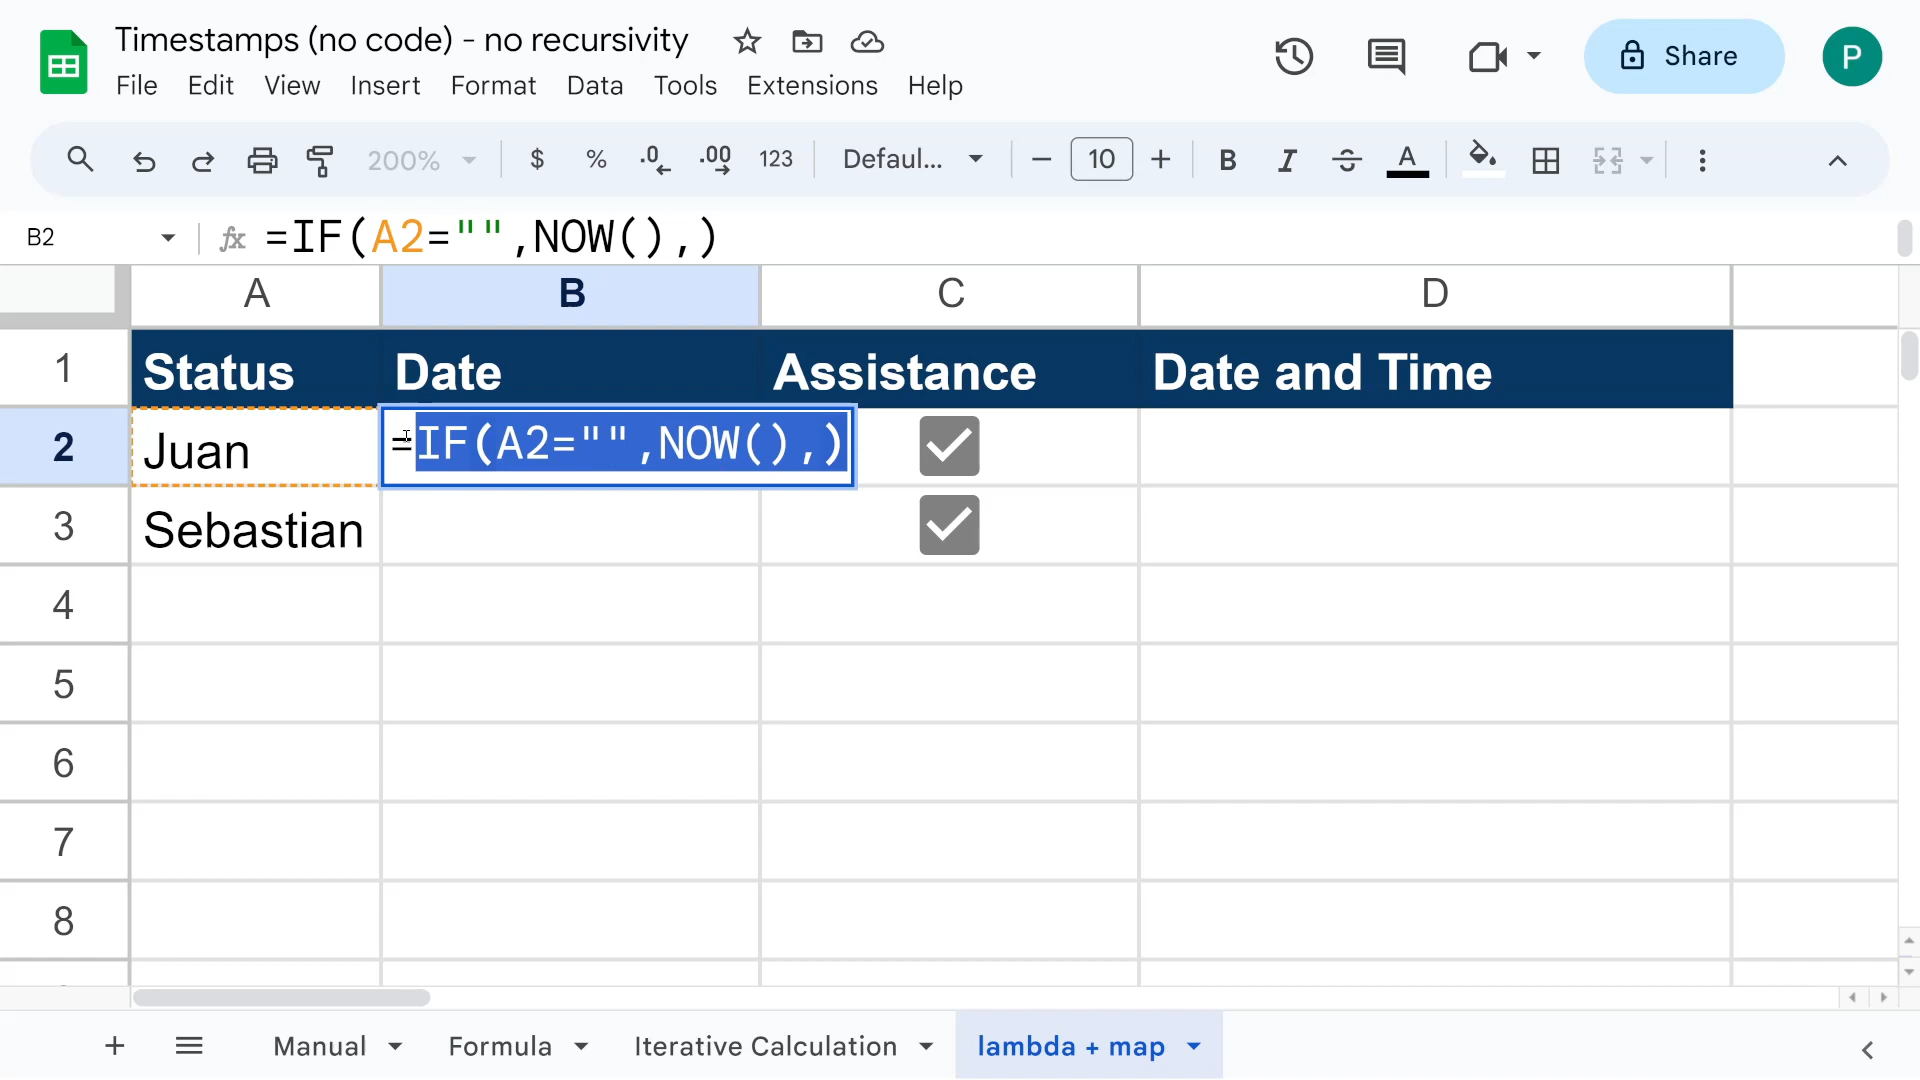 Timestamps (no code) - no recursivity
File Edit View Insert Format Data Tools Extensions Help
Share
P
200% $ % .0 .00 123 Defaul... 10 B I A
B2 fx =IF(A2="",NOW(),)
A B C D
1 Status Date Assistance Date and Time
2 Juan =IF(A2="",NOW(),)
3 Sebastian
4
5
6
7
8
Manual Formula Iterative Calculation lambda + map